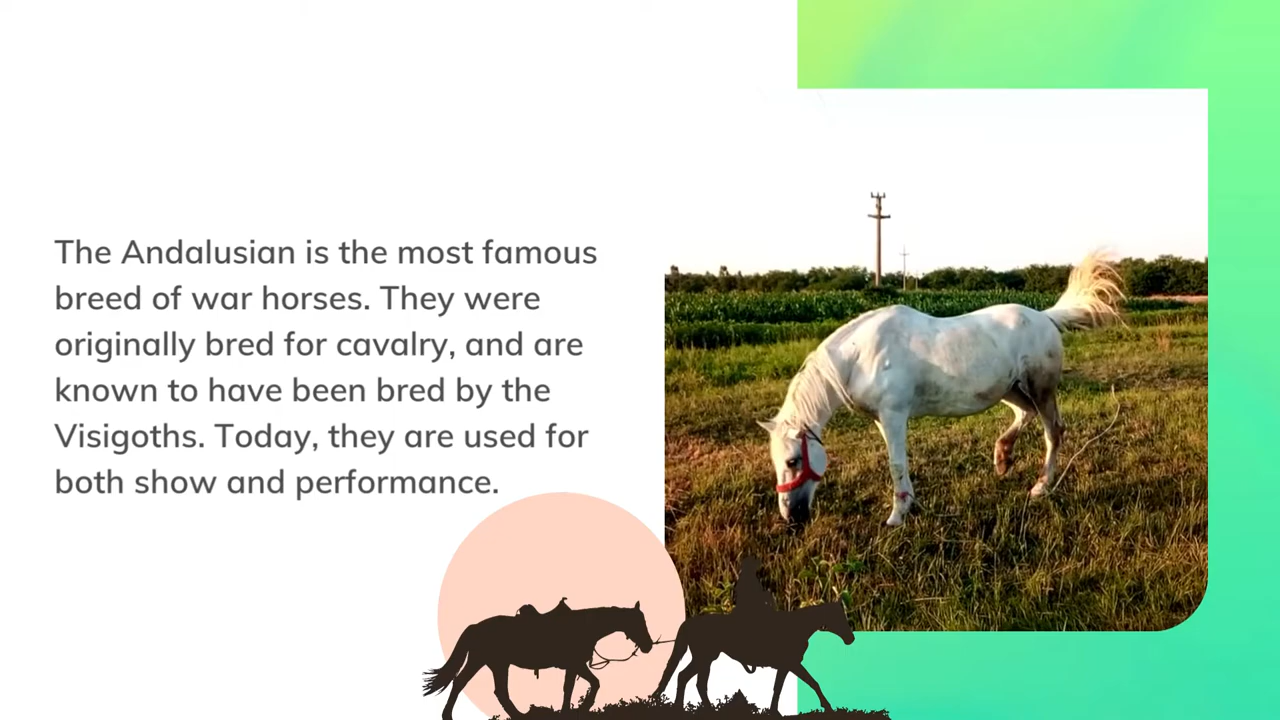 The Andalusian is the most famous
breed of war horses. They were
originally bred for cavalry, and are
known to have been bred by the
Visigoths. Today, they are used for
both show and performance.